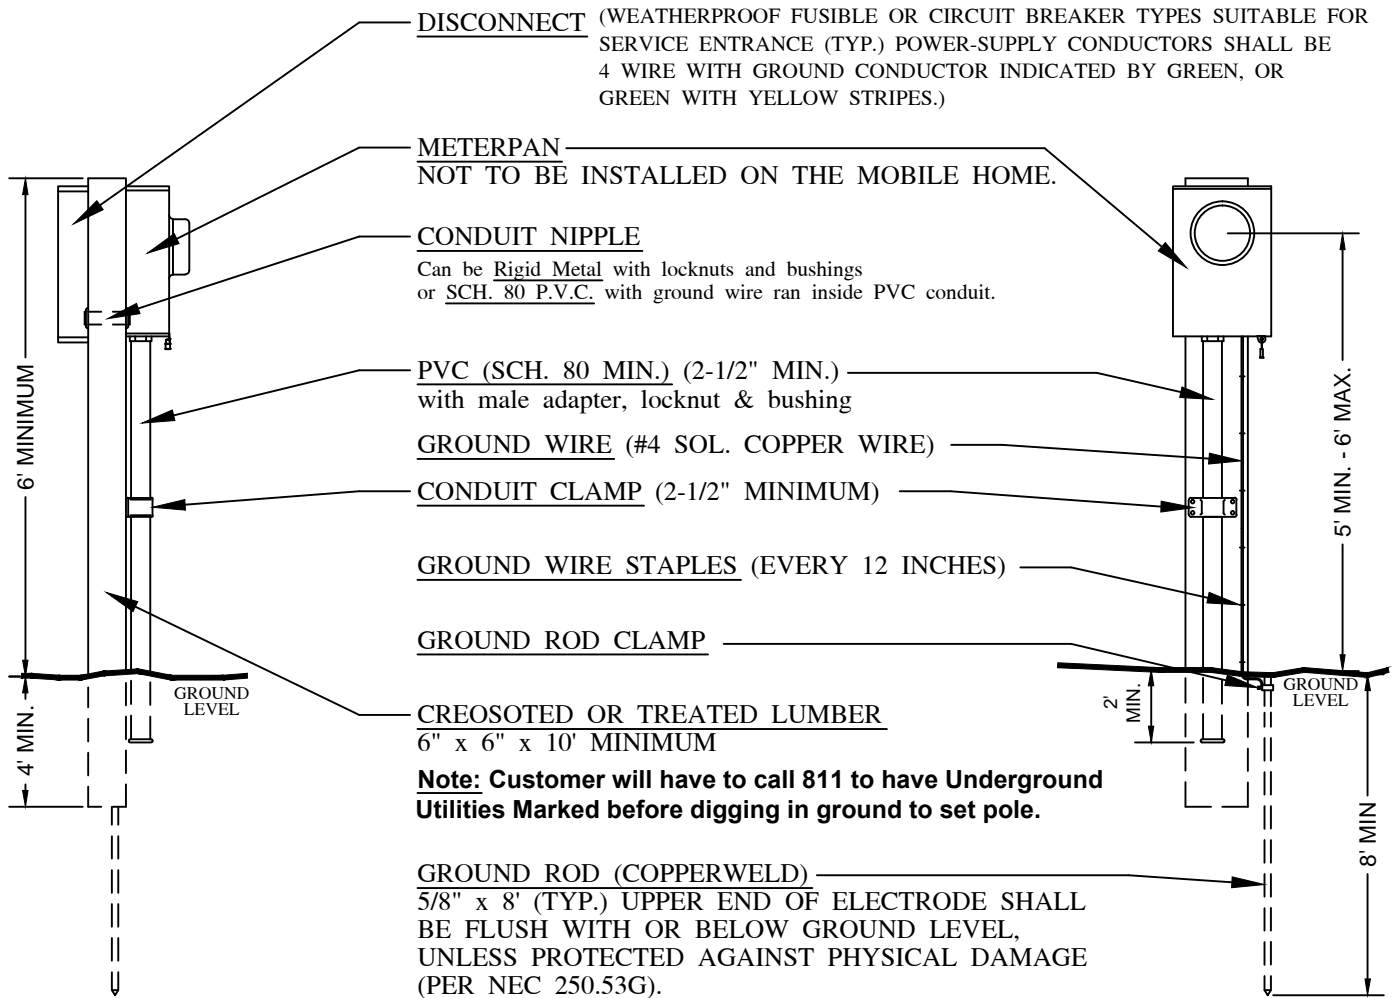 DISCONNECT (WEATHERPROOF FUSIBLE OR CIRCUIT BREAKER TYPES SUITABLE FOR
SERVICE ENTRANCE (TYP.) POWER-SUPPLY CONDUCTORS SHALL BE
4 WIRE WITH GROUND CONDUCTOR INDICATED BY GREEN, OR
GREEN WITH YELLOW STRIPES.)
METERPAN
NOT TO BE INSTALLED ON THE MOBILE HOME.
CONDUIT NIPPLE
Can be Rigid Metal with locknuts and bushings
or SCH. 80 P.V.C. with ground wire ran inside PVC conduit.
PVC (SCH. 80 MIN.) (2-1/2" MIN.)
with male adapter, locknut & bushing
GROUND WIRE (#4 SOL. COPPER WIRE)
CONDUIT CLAMP (2-1/2" MINIMUM)
GROUND WIRE STAPLES (EVERY 12 INCHES)
GROUND ROD CLAMP
CREOSOTED OR TREATED LUMBER
6" x 6" x 10' MINIMUM
Note: Customer will have to call 811 to have Underground
Utilities Marked before digging in ground to set pole.
GROUND ROD (COPPERWELD)
5/8" x 8' (TYP.) UPPER END OF ELECTRODE SHALL
BE FLUSH WITH OR BELOW GROUND LEVEL,
UNLESS PROTECTED AGAINST PHYSICAL DAMAGE
(PER NEC 250.53G).
6' MINIMUM
4' MIN.
GROUND
LEVEL
5' MIN. - 6' MAX.
2'
MIN.
GROUND
LEVEL
8' MIN